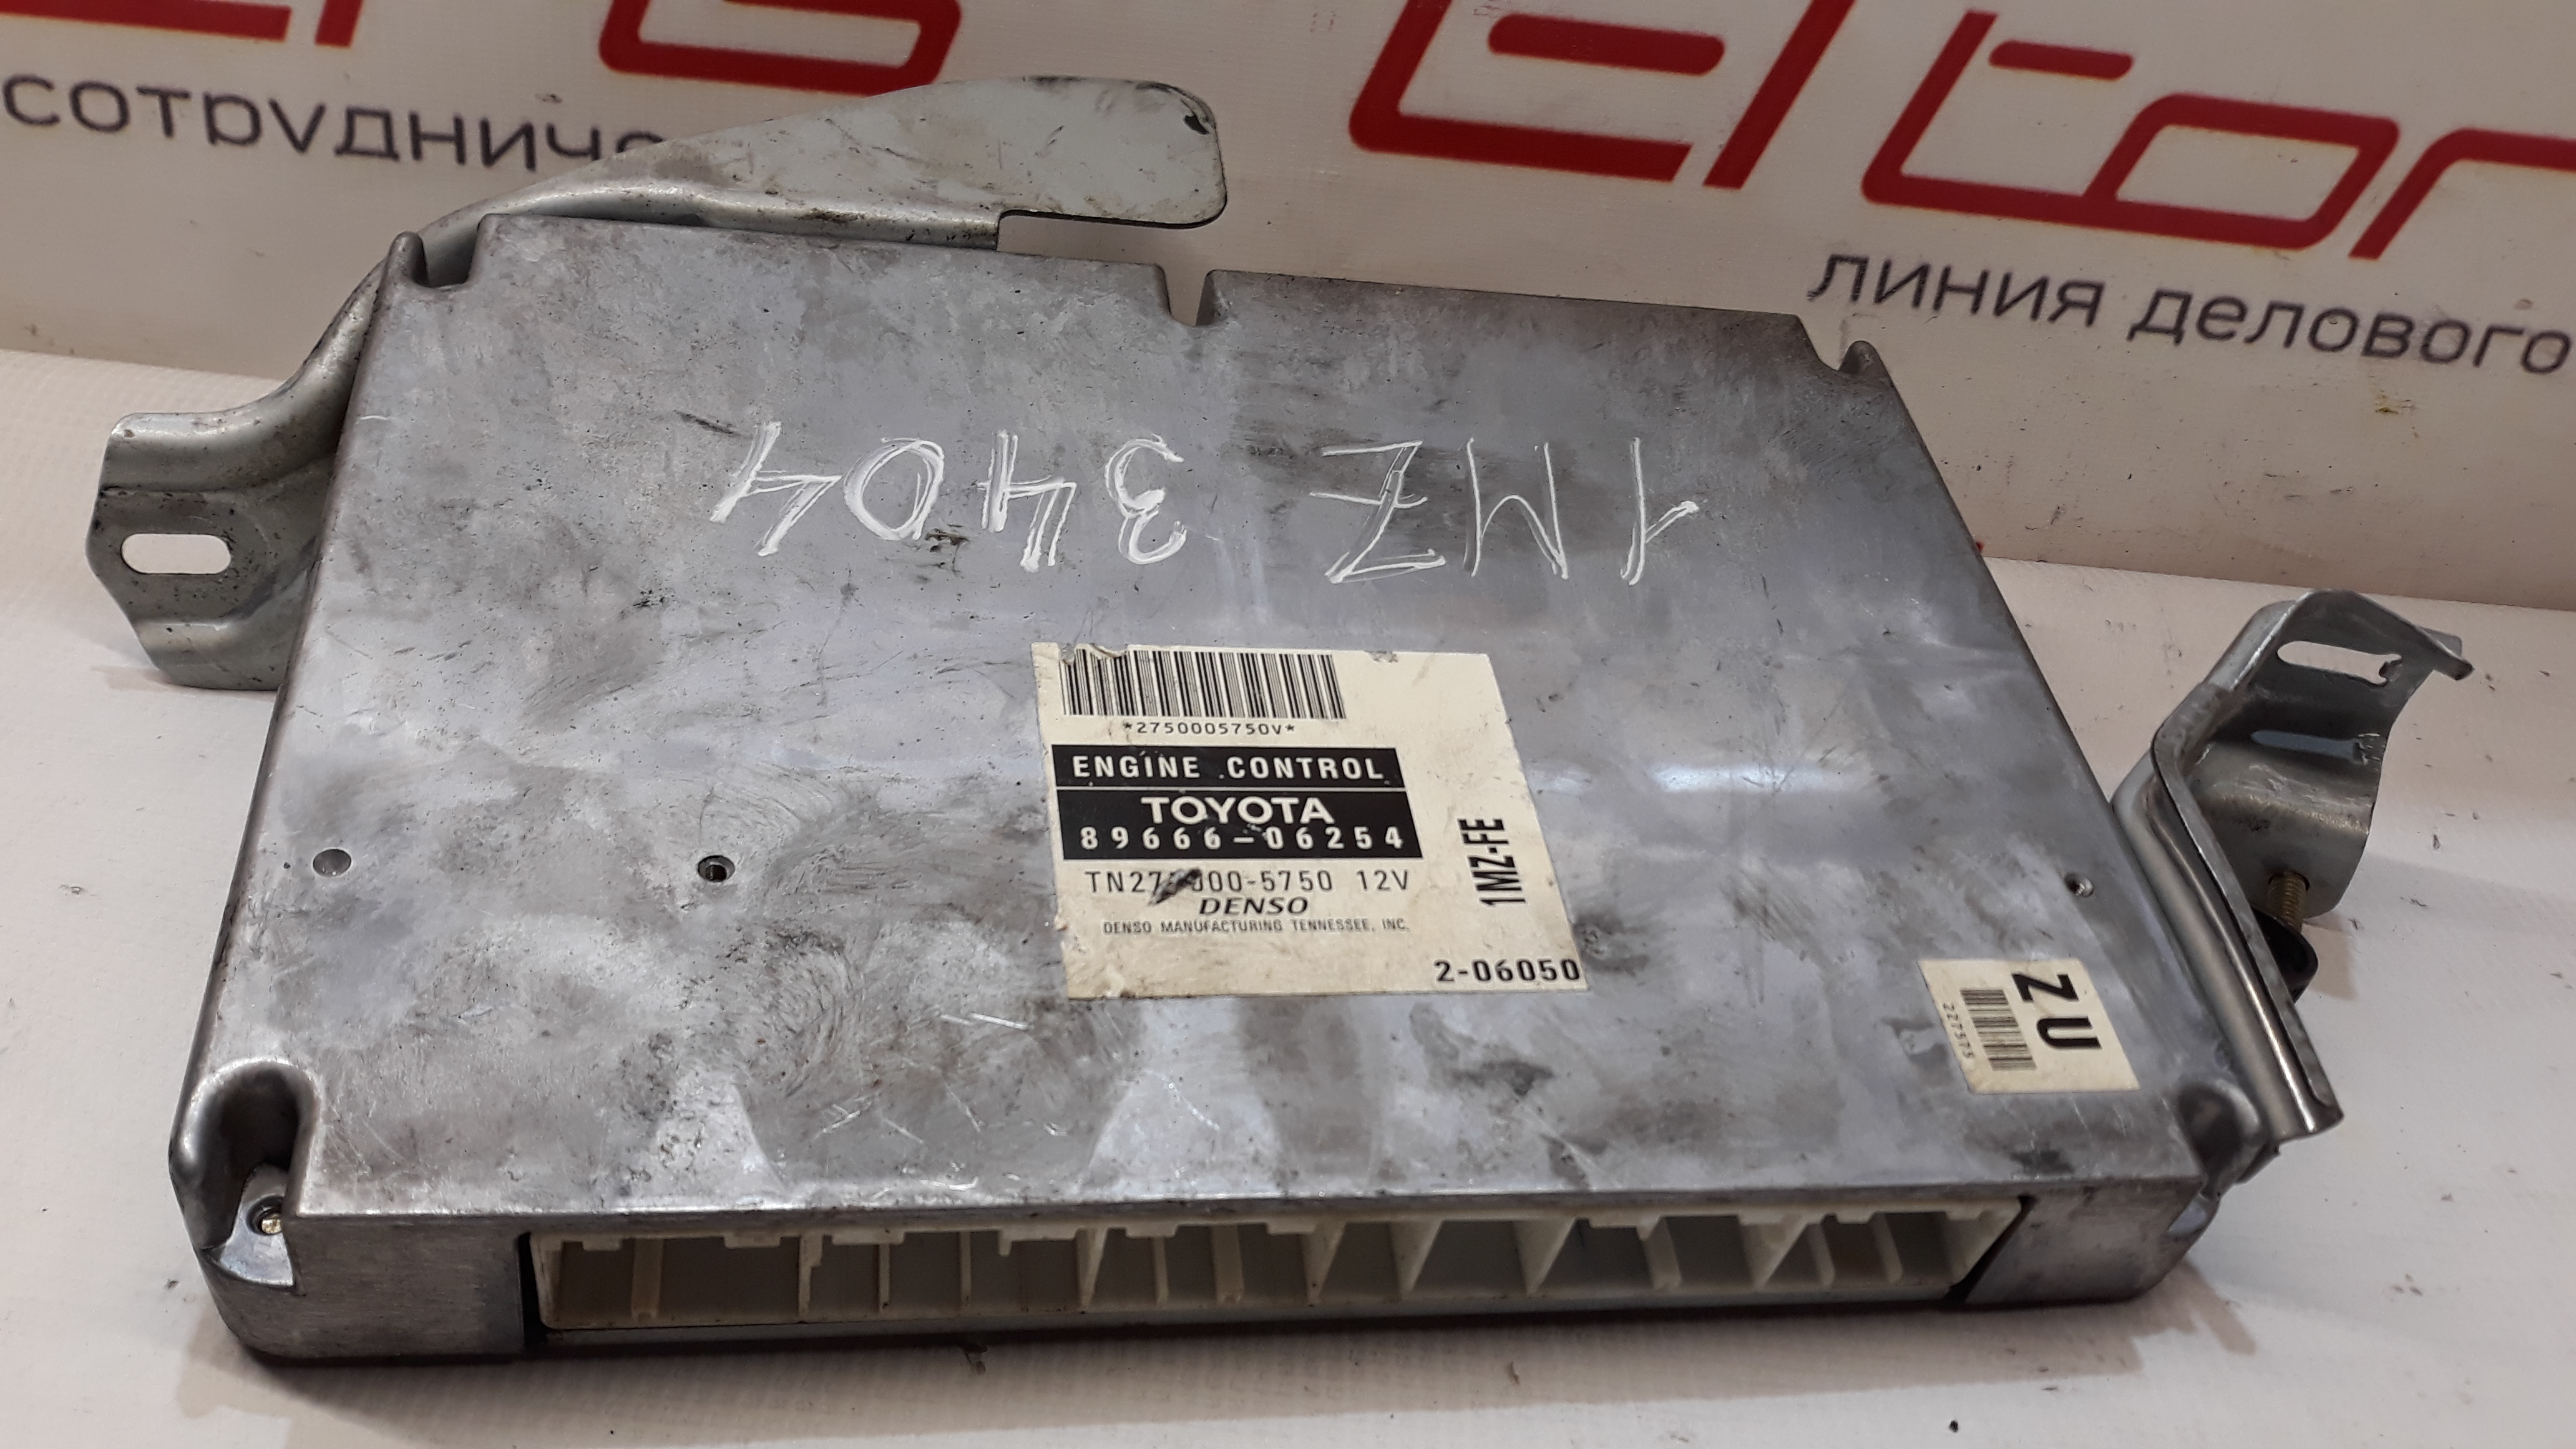 сотрудниче
линия делового
1MZ 3404
*2750005750V*
ENGINE CONTROL
TOYOTA
89666-06254
12V
DENSO
DENSO MANUFACTURING TENNESSEE, INC.
1MZ-FE
2-06050
ZU
227575